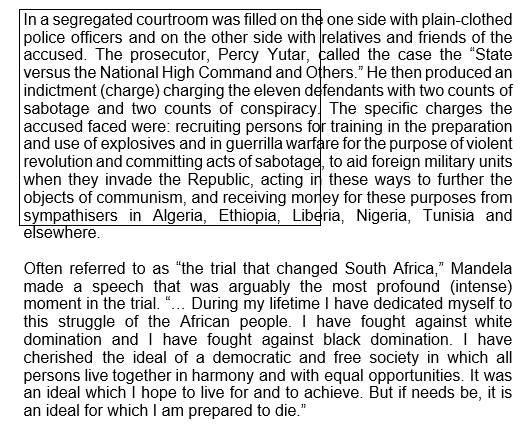 In a segregated courtroom was filled on the one side with plain-clothed
police officers and on the other side with relatives and friends of the
accused. The prosecutor, Percy Yutar, called the case the “State
versus the National High Command and Others.” He then produced an
indictment (charge) charging the eleven defendants with two counts of
sabotage and two counts of conspiracy. The specific charges the
accused faced were: recruiting persons for training in the preparation
and use of explosives and in guerrilla warfare for the purpose of violent
revolution and committing acts of sabotage, to aid foreign military units
when they invade the Republic, acting in these ways to further the
objects of communism, and receiving money for these purposes from
sympathisers in Algeria, Ethiopia, Liberia, Nigeria, Tunisia and
elsewhere.
Often referred to as “the trial that changed South Africa,” Mandela
made a speech that was arguably the most profound (intense)
moment in the trial. “… During my lifetime I have dedicated myself to
this struggle of the African people. I have fought against white
domination and I have fought against black domination. I have
cherished the ideal of a democratic and free society in which all
persons live together in harmony and with equal opportunities. It was
an ideal which I hope to live for and to achieve. But if needs be, it is
an ideal for which I am prepared to die.”